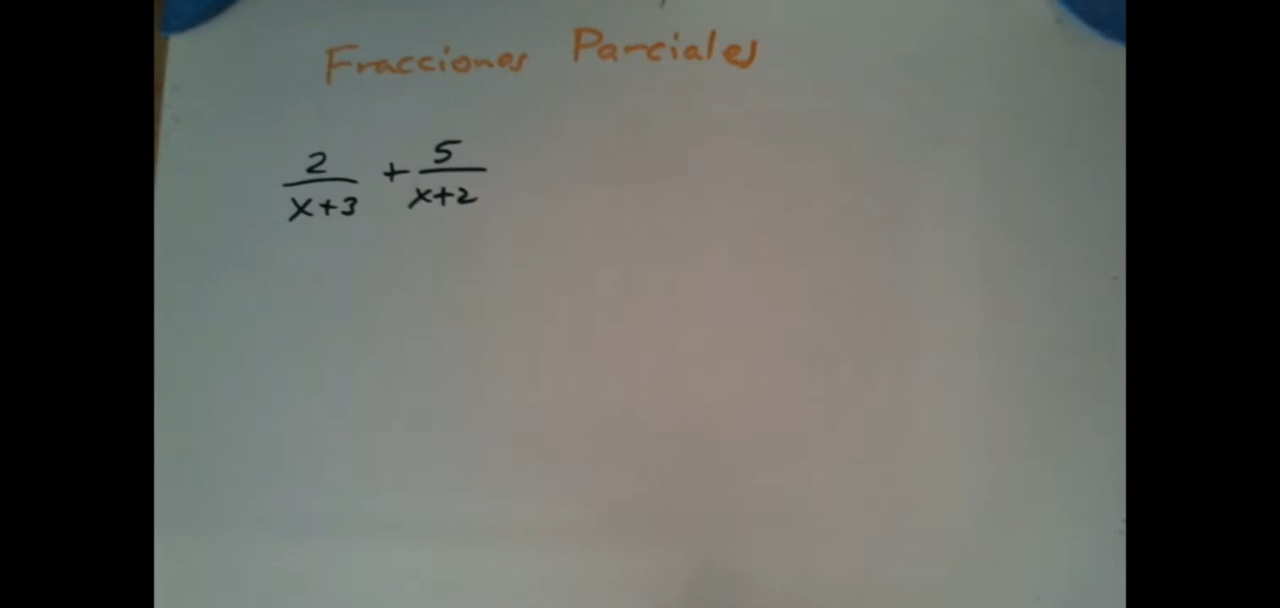 Fracciones Parciales
2/(x+3) + 5/(x+2)